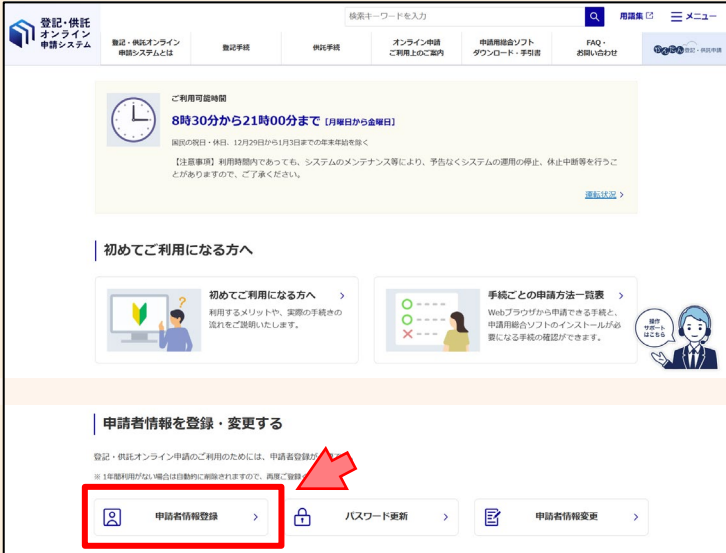 登記・供託
オンライン
申請システム
検索キーワードを入力
用語集
メニュー
登記・供託オンライン
申請システムとは
登記手続
供託手続
オンライン申請
ご利用上のご案内
申請用総合ソフト
ダウンロード・手引書
FAQ・
お問い合わせ
かんたん登記・供託申請
ご利用可能時間
8時30分から21時00分まで [月曜日から金曜日]
国民の祝日・休日、12月29日から1月3日までの年末年始を除く
【注意事項】利用時間内であっても、システムのメンテナンス等により、予告なくシステムの運用の停止、休止中断等を行うこ
とがありますので、ご了承ください。
運転状況
初めてご利用になる方へ
初めてご利用になる方へ
利用するメリットや、実際の手続きの
流れをご説明いたします。
手続ごとの申請方法一覧表
Webブラウザから申請できる手続と、
申請用総合ソフトのインストールが必
要になる手続の確認ができます。
操作
サポート
はこちら
申請者情報を登録・変更する
登記・供託オンライン申請のご利用のためには、申請者登録が
※ 1年間利用がない場合は自動的に削除されますので、再度ご登録
申請者情報登録
パスワード更新
申請者情報変更